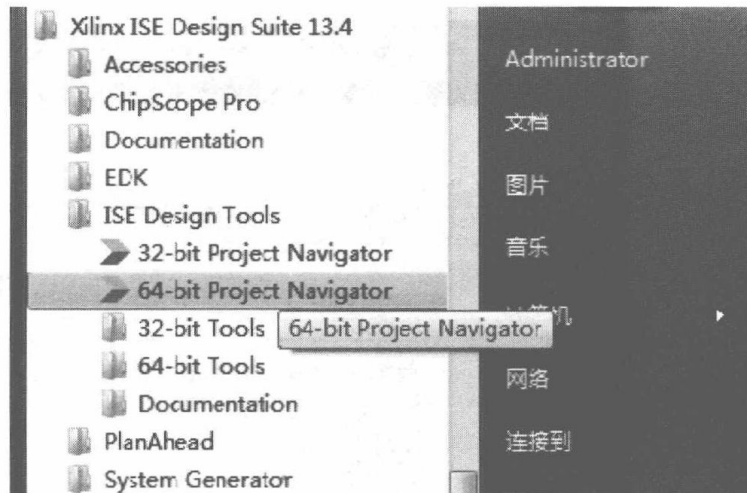 Xilinx ISE Design Suite 13.4
Accessories
ChipScope Pro
Documentation
EDK
ISE Design Tools
32-bit Project Navigator
64-bit Project Navigator
32-bit Tools
64-bit Project Navigator
64-bit Tools
Documentation
PlanAhead
System Generator
Administrator
文档
图片
音乐
机
网络
连接到